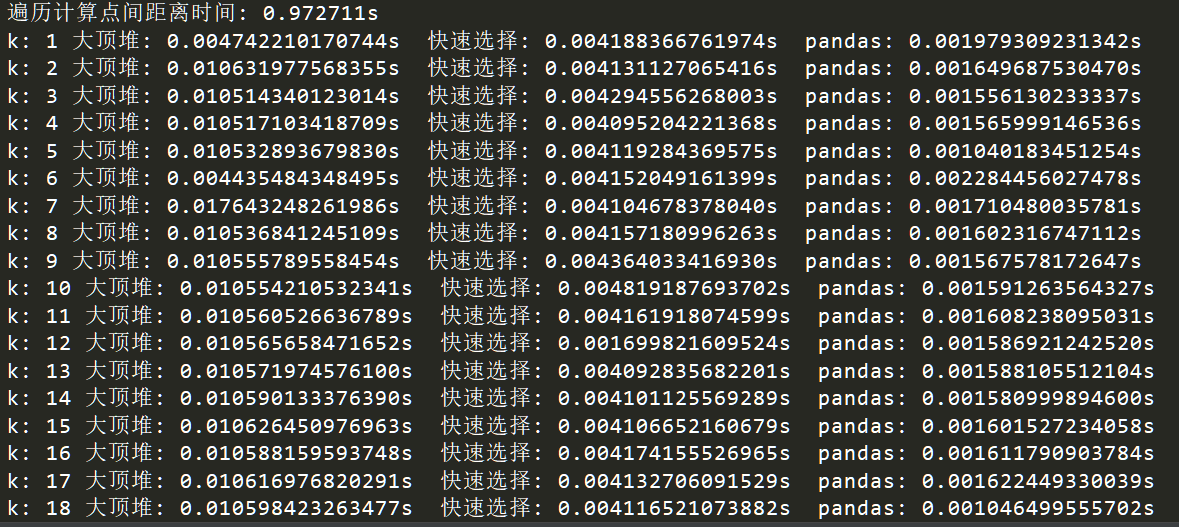 遍历计算点间距离时间: 0.972711s
k: 1 大顶堆: 0.004742210170744s  快速选择: 0.004188366761974s  pandas: 0.001979309231342s
k: 2 大顶堆: 0.010631977568355s  快速选择: 0.004131127065416s  pandas: 0.001649687530470s
k: 3 大顶堆: 0.010514340123014s  快速选择: 0.004294556268003s  pandas: 0.001556130233337s
k: 4 大顶堆: 0.010517103418709s  快速选择: 0.004095204221368s  pandas: 0.001565999146536s
k: 5 大顶堆: 0.010532893679830s  快速选择: 0.004119284369575s  pandas: 0.001040183451254s
k: 6 大顶堆: 0.004435484348495s  快速选择: 0.004152049161399s  pandas: 0.002284456027478s
k: 7 大顶堆: 0.017643248261986s  快速选择: 0.004104678378040s  pandas: 0.001710480035781s
k: 8 大顶堆: 0.010536841245109s  快速选择: 0.004157180996263s  pandas: 0.001602316747112s
k: 9 大顶堆: 0.010555789558454s  快速选择: 0.004364033416930s  pandas: 0.001567578172647s
k: 10 大顶堆: 0.010554210532341s  快速选择: 0.004819187693702s  pandas: 0.001591263564327s
k: 11 大顶堆: 0.010560526636789s  快速选择: 0.004161918074599s  pandas: 0.001608238095031s
k: 12 大顶堆: 0.010565658471652s  快速选择: 0.001699821609524s  pandas: 0.001586921242520s
k: 13 大顶堆: 0.010571974576100s  快速选择: 0.004092835682201s  pandas: 0.001588105512104s
k: 14 大顶堆: 0.010590133376390s  快速选择: 0.004101125569289s  pandas: 0.001580999894600s
k: 15 大顶堆: 0.010626450976963s  快速选择: 0.004106652160679s  pandas: 0.001601527234058s
k: 16 大顶堆: 0.010588159593748s  快速选择: 0.004174155526965s  pandas: 0.001611790903784s
k: 17 大顶堆: 0.010616976820291s  快速选择: 0.004132706091529s  pandas: 0.001622449330039s
k: 18 大顶堆: 0.010598423263477s  快速选择: 0.004116521073882s  pandas: 0.001046499555702s